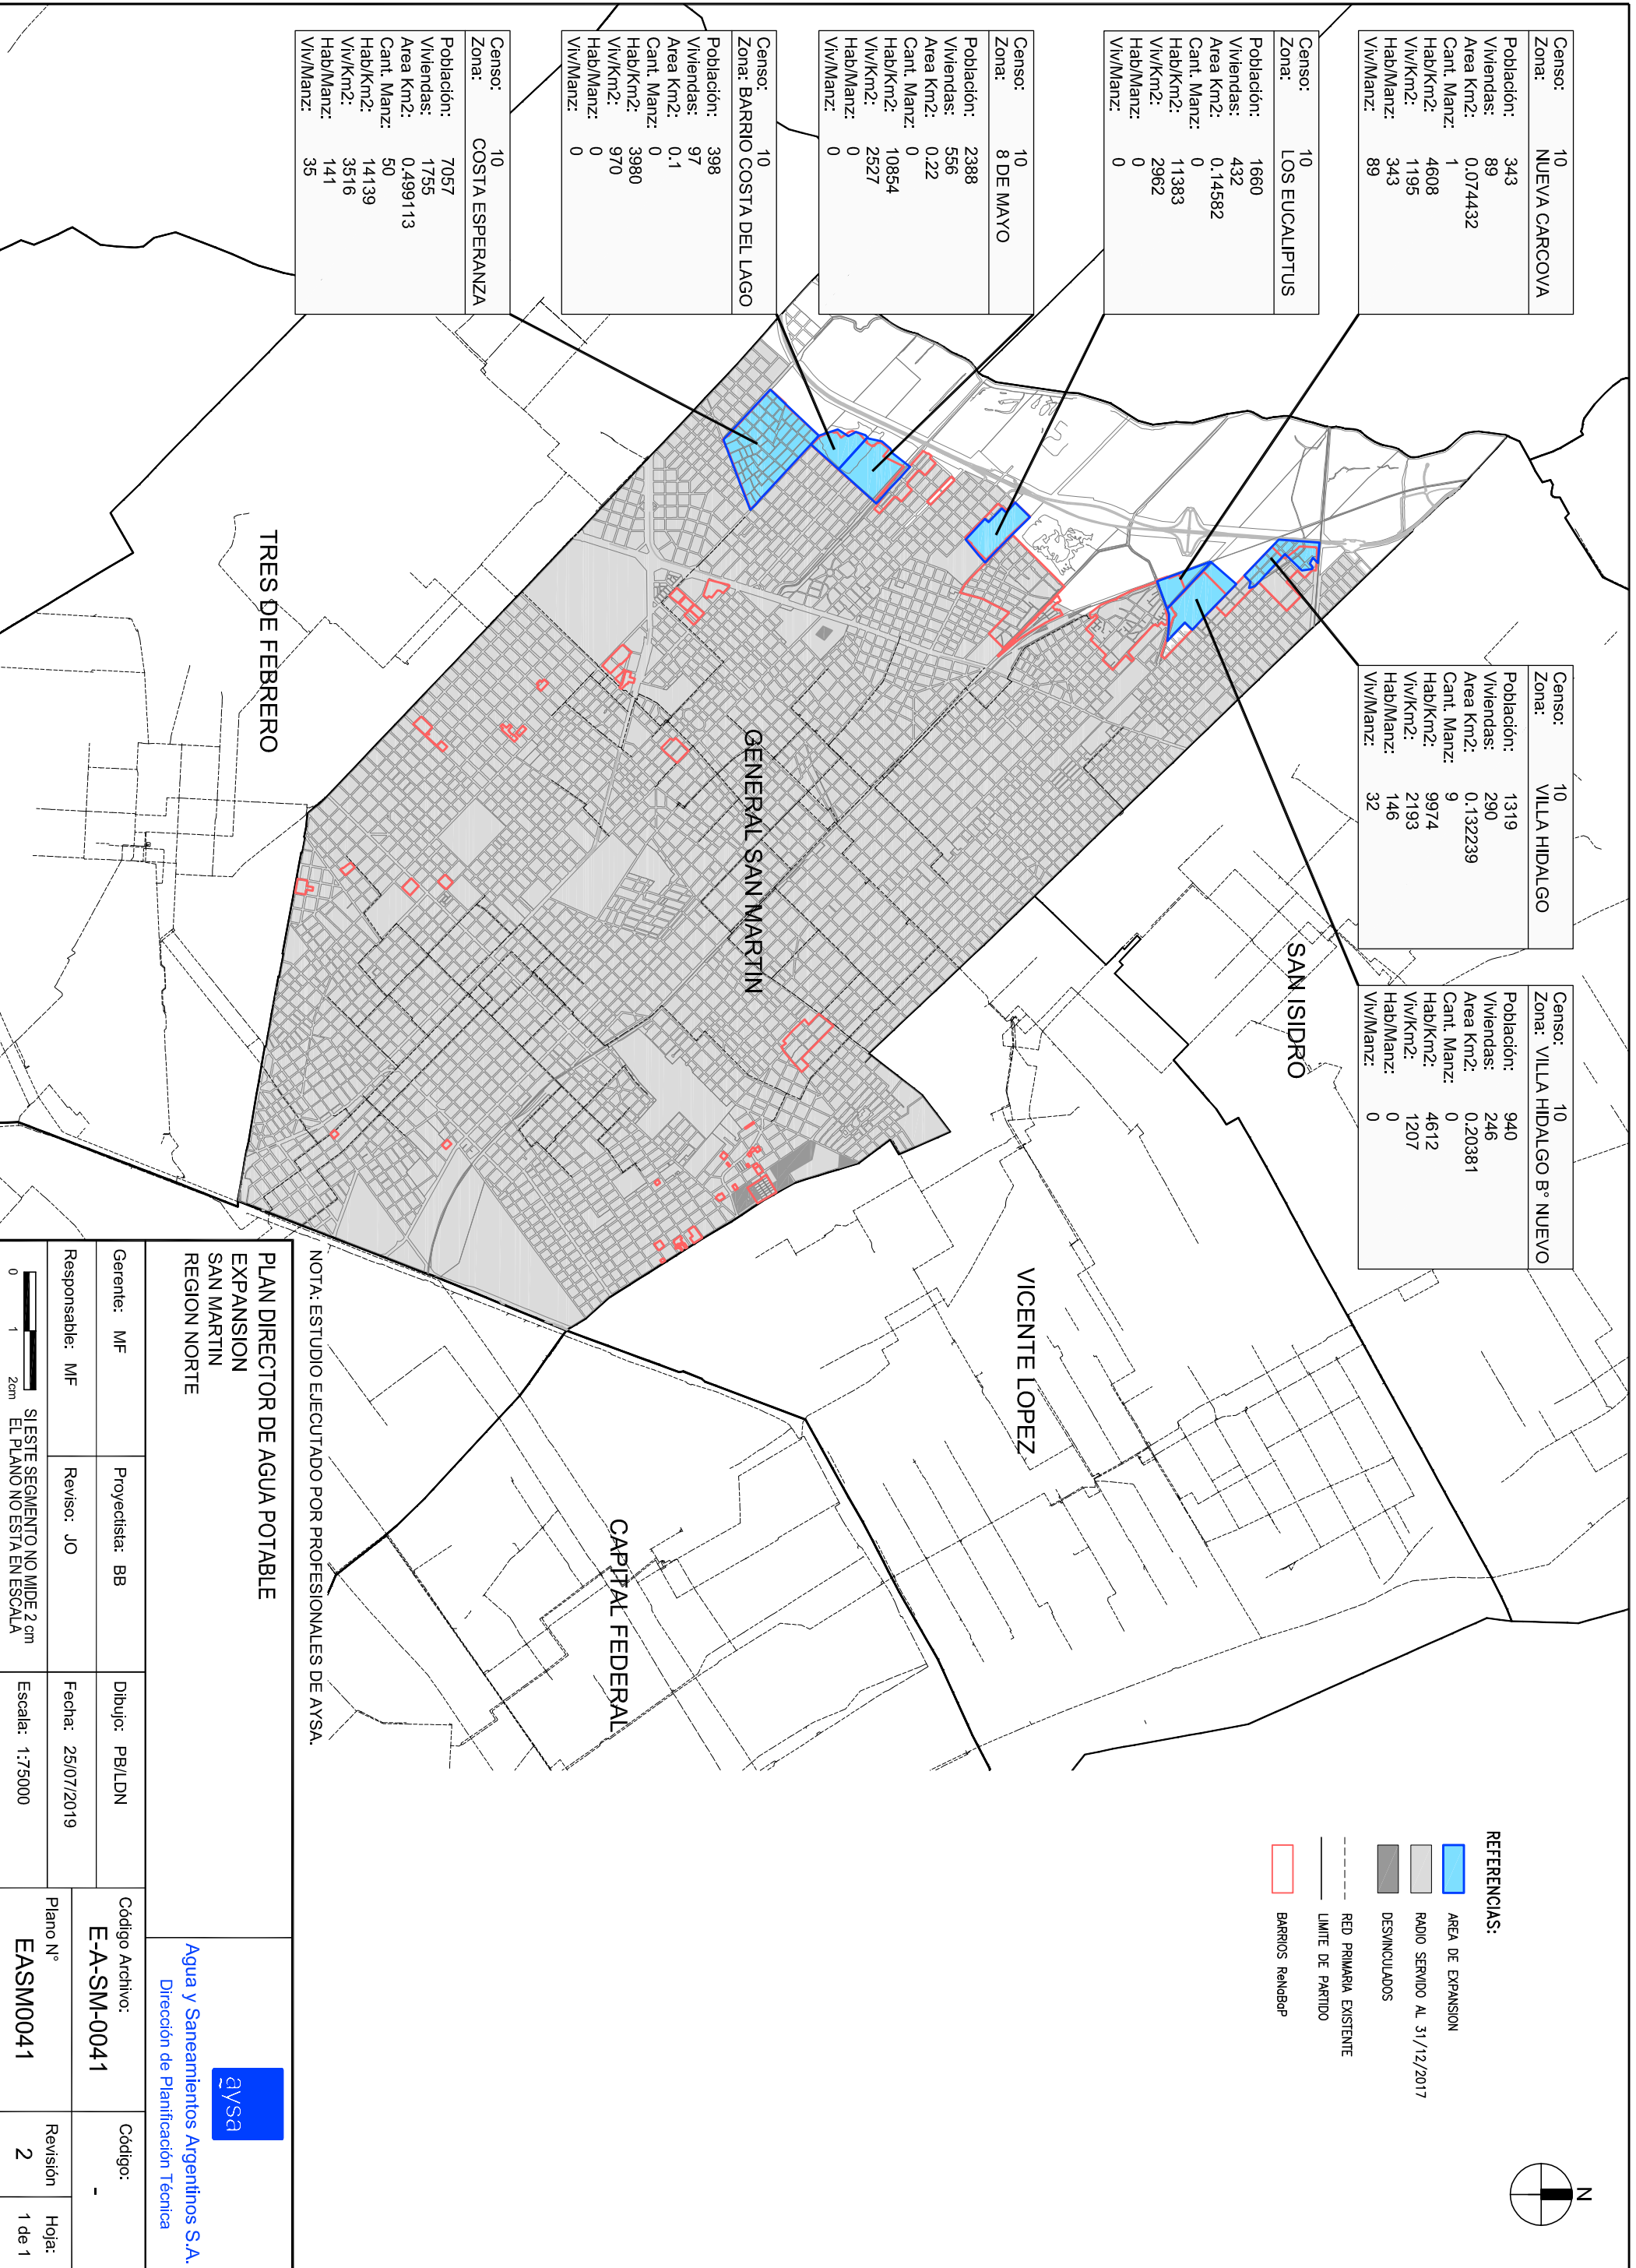 Censo: 10
Zona: NUEVA CARCOVA
Población: 343
Viviendas: 89
Area Km2: 0.074432
Cant. Manz: 1
Hab/Km2: 4608
Viv/Km2: 1195
Hab/Manz: 343
Viv/Manz: 89
Censo: 10
Zona: VILLA HIDALGO
Población: 1319
Viviendas: 290
Area Km2: 0.132239
Cant. Manz: 9
Hab/Km2: 9974
Viv/Km2: 2193
Hab/Manz: 146
Viv/Manz: 32
Censo: 10
Zona: VILLA HIDALGO B° NUEVO
Población: 940
Viviendas: 246
Area Km2: 0.20381
Cant. Manz: 0
Hab/Km2: 4612
Viv/Km2: 1207
Hab/Manz: 0
Viv/Manz: 0
Censo: 10
Zona: LOS EUCALIPTUS
Población: 1660
Viviendas: 432
Area Km2: 0.14582
Cant. Manz: 0
Hab/Km2: 11383
Viv/Km2: 2962
Hab/Manz: 0
Viv/Manz: 0
Censo: 10
Zona: 8 DE MAYO
Población: 2388
Viviendas: 556
Area Km2: 0.22
Cant. Manz: 0
Hab/Km2: 10854
Viv/Km2: 2527
Hab/Manz: 0
Viv/Manz: 0
Censo: 10
Zona: BARRIO COSTA DEL LAGO
Población: 398
Viviendas: 97
Area Km2: 0.1
Cant. Manz: 0
Hab/Km2: 3980
Viv/Km2: 970
Hab/Manz: 0
Viv/Manz: 0
Censo: 10
Zona: COSTA ESPERANZA
Población: 7057
Viviendas: 1755
Area Km2: 0.499113
Cant. Manz: 50
Hab/Km2: 14139
Viv/Km2: 3516
Hab/Manz: 141
Viv/Manz: 35
SAN ISIDRO
VICENTE LOPEZ
GENERAL SAN MARTIN
CAPITAL FEDERAL
TRES DE FEBRERO
N
REFERENCIAS:
AREA DE EXPANSION
RADIO SERVIDO AL 31/12/2017
DESVINCULADOS
RED PRIMARIA EXISTENTE
LIMITE DE PARTIDO
BARRIOS ReNaBaP
NOTA: ESTUDIO EJECUTADO POR PROFESIONALES DE AYSA.
PLAN DIRECTOR DE AGUA POTABLE
EXPANSION
SAN MARTIN
REGION NORTE
aysa
Agua y Saneamientos Argentinos S.A.
Dirección de Planificación Técnica
Gerente: MF
Proyectista: BB
Dibujo: PB/LDN
Código Archivo:
E-A-SM-0041
Código:
-
Responsable: MF
Reviso: JO
Fecha: 25/07/2019
Plano N°
EASM0041
Revisión
2
Hoja:
1 de 1
0 1 2cm
SI ESTE SEGMENTO NO MIDE 2 cm
EL PLANO NO ESTA EN ESCALA
Escala: 1:75000